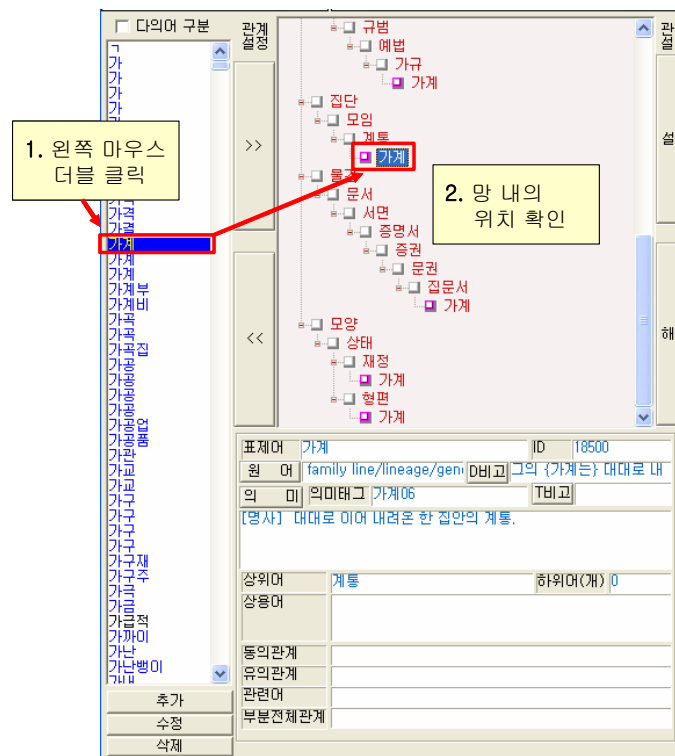 다의어 구분
ㄱ
가
가
가
가
1. 왼쪽 마우스
더블 클릭
가격
가결
가계
가계
가계
가계부
가계비
가곡
가곡
가곡집
가공
가공
가공
가공
가공업
가공품
가관
가교
가교
가구
가구
가구
가구
가구재
가구주
가극
가금
가급적
가까이
가난
가난뱅이
가내
추가
수정
삭제
관계
설정
>>
<<
규범
예법
가규
가계
집단
모임
계통
가계
문서
서면
증명서
증권
문권
집문서
가계
모양
상태
재정
가계
형편
가계
2. 망 내의
위치 확인
관
설
설
해
표제어 가계 ID 18500
원 어 family line/lineage/gen D비고 그의 {가계는} 대대로 내
의 미 의미태그 가계06 T비고
[명사] 대대로 이어 내려온 한 집안의 계통.
상위어 계통 하위어(개) 0
상용어
동의관계
유의관계
관련어
부분전체관계